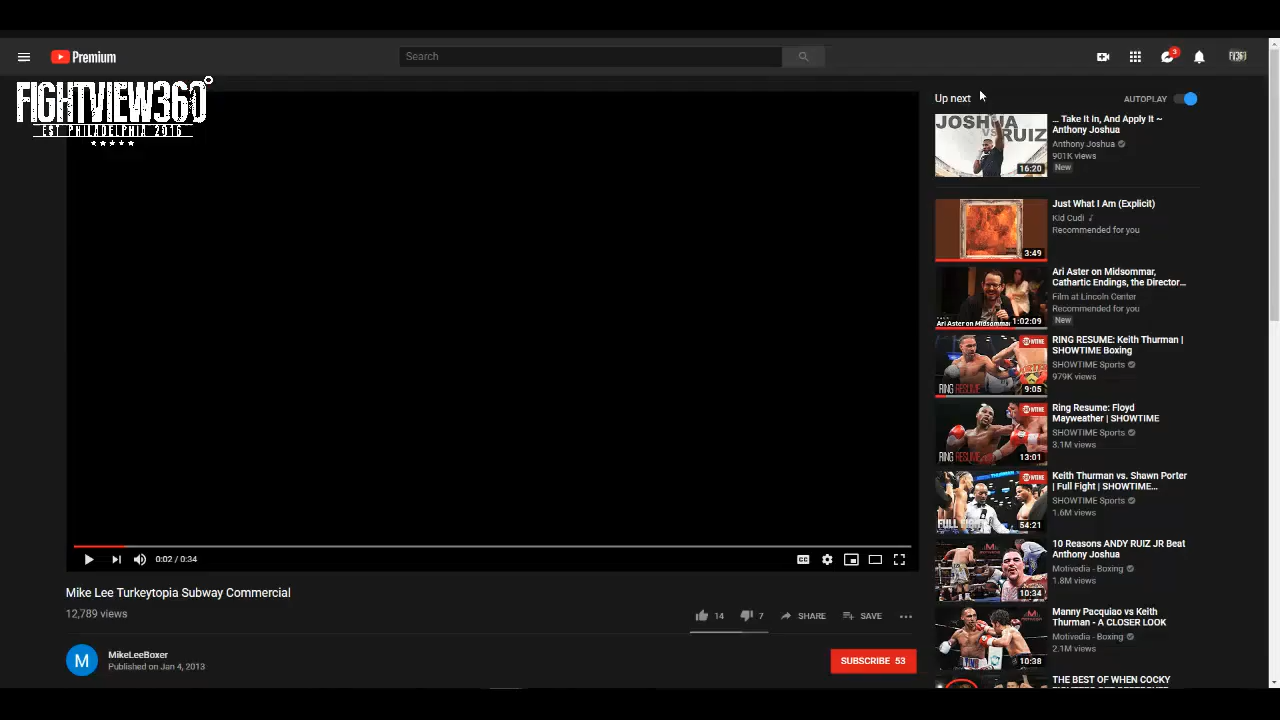 Premium
Search
3
FIGHTVIEW360°
EST PHILADELPHIA 2016
Up next
AUTOPLAY
JOSHUA
VS
RUIZ
16:20
... Take It In, And Apply It ~
Anthony Joshua
Anthony Joshua
901K views
New
3:49
Just What I Am (Explicit)
Kid Cudi
Recommended for you
Ari Aster on Midsommar
1:02:09
Ari Aster on Midsommar,
Cathartic Endings, the Director...
Film at Lincoln Center
Recommended for you
New
SHOWTIME
RING RESUME
9:05
RING RESUME: Keith Thurman |
SHOWTIME Boxing
SHOWTIME Sports
979K views
SHOWTIME
RING RESUME
13:01
Ring Resume: Floyd
Mayweather | SHOWTIME
SHOWTIME Sports
3.1M views
SHOWTIME
54:21
Keith Thurman vs. Shawn Porter
| Full Fight | SHOWTIME...
SHOWTIME Sports
1.6M views
10:34
10 Reasons ANDY RUIZ JR Beat
Anthony Joshua
Motivedia - Boxing
1.8M views
10:38
Manny Pacquiao vs Keith
Thurman - A CLOSER LOOK
Motivedia - Boxing
2.1M views
THE BEST OF WHEN COCKY
0:02 / 0:34
CC
Mike Lee Turkeytopia Subway Commercial
12,789 views
14
7
SHARE
SAVE
M
MikeLeeBoxer
Published on Jan 4, 2013
SUBSCRIBE 53